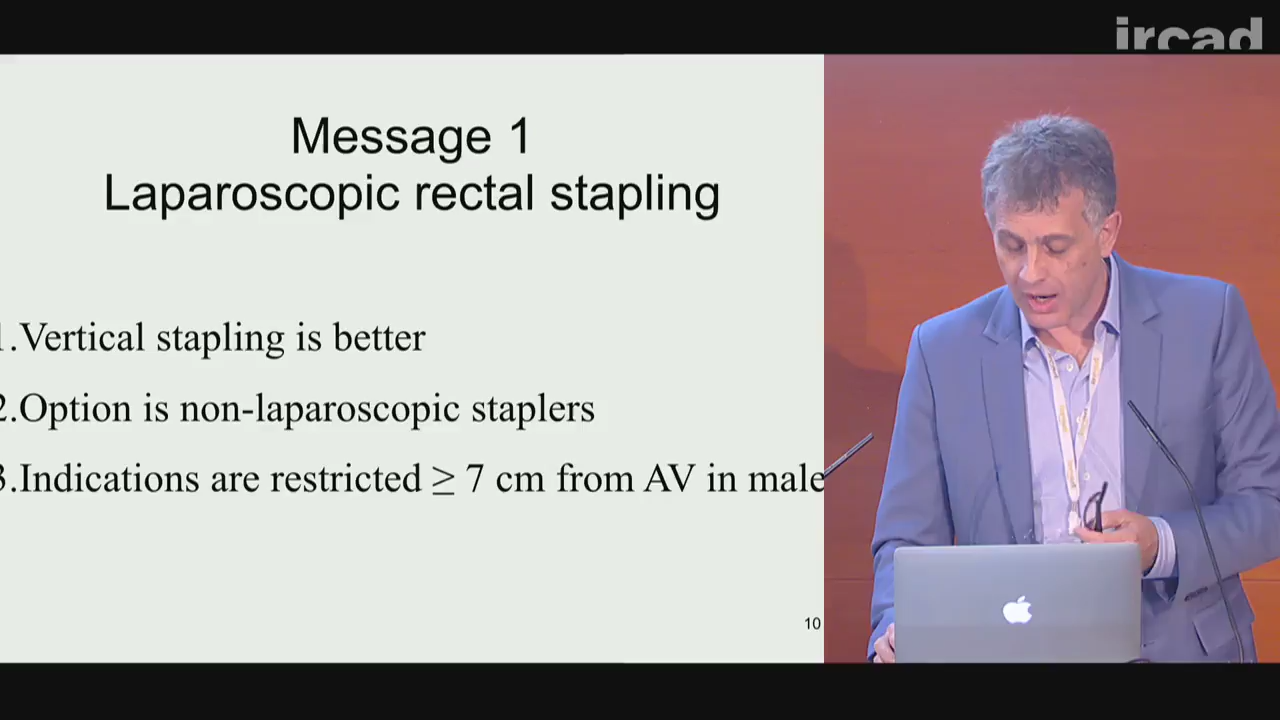 ircad
Message 1
Laparoscopic rectal stapling
1.Vertical stapling is better
2.Option is non-laparoscopic staplers
3.Indications are restricted ≥ 7 cm from AV in male
10